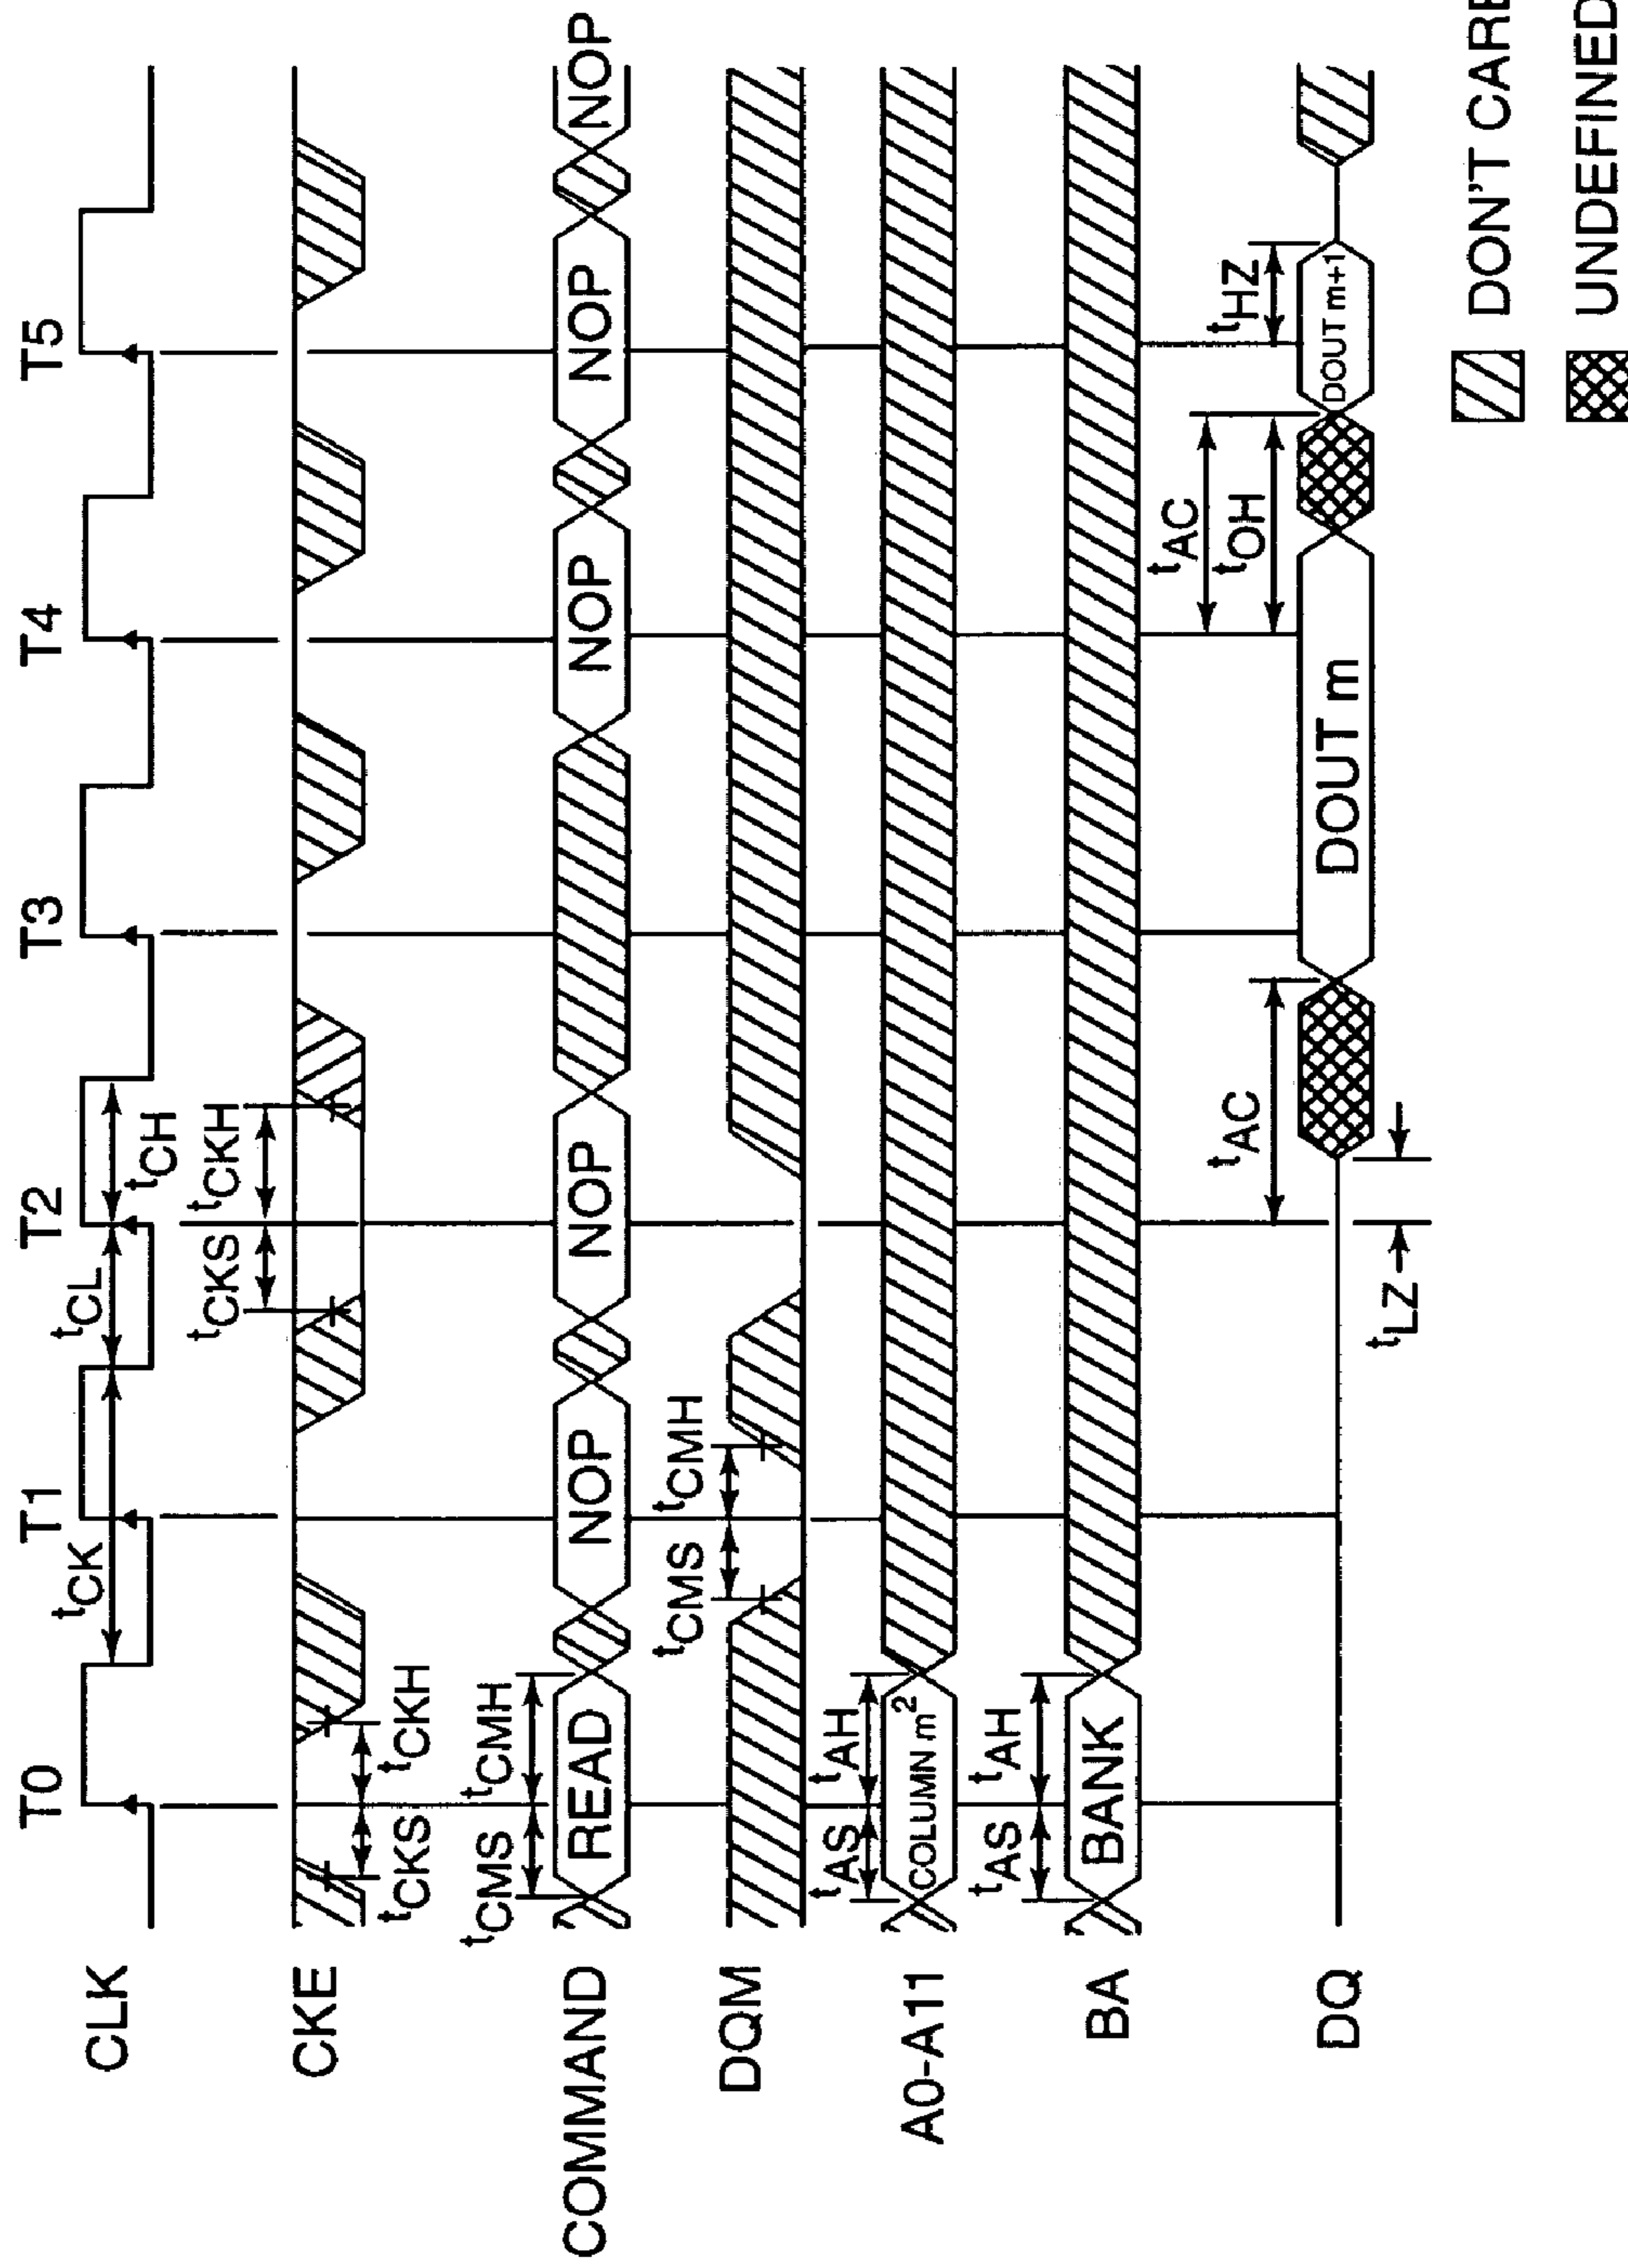 T0 T1 T2 T3 T4 T5
CLK
tCK tCL tCH
CKE
tCKS tCKH tCKS tCKH
tCMS tCMH
COMMAND
READ NOP NOP NOP NOP NOP
tCMS tCMH
DQM
tAS tAH
A0-A11
COLUMN m2
tAS tAH
BA
BANK
tAC tAC
tOH tHZ
DQ
DOUT m DOUT m+1
tLZ
DON'T CARE
UNDEFINED